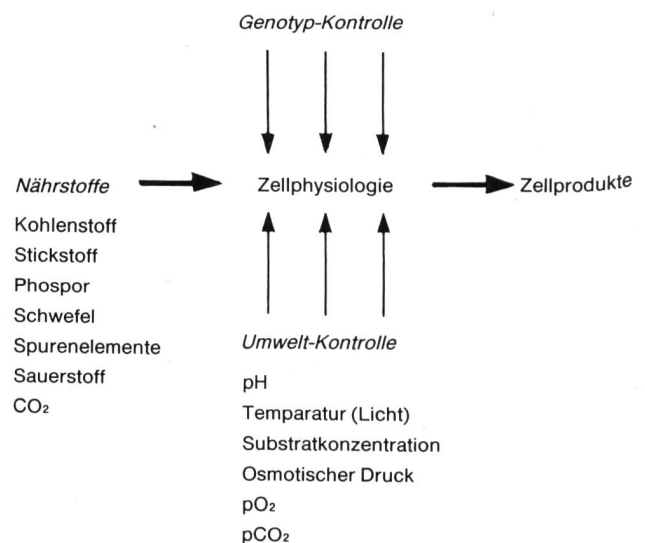 Genotyp-Kontrolle
Nährstoffe
Zellphysiologie
Zellprodukte
Kohlenstoff
Stickstoff
Phospor
Schwefel
Spurenelemente
Sauerstoff
CO₂
Umwelt-Kontrolle
pH
Temparatur (Licht)
Substratkonzentration
Osmotischer Druck
pO₂
pCO₂